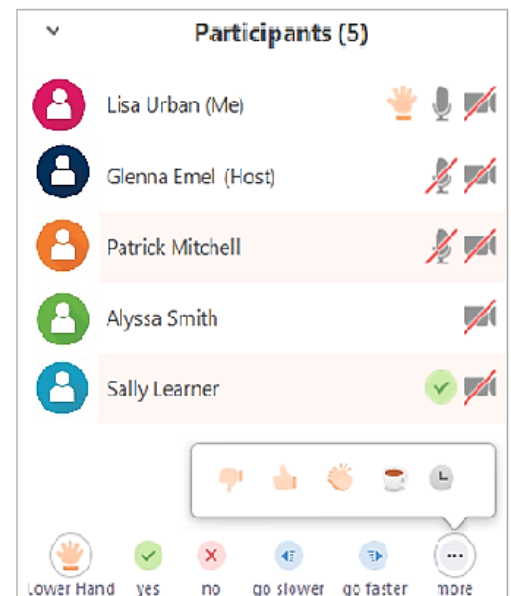 Participants (5)
Lisa Urban (Me)
Glenna Emel (Host)
Patrick Mitchell
Alyssa Smith
Sally Learner
Lower Hand yes no go slower go faster more